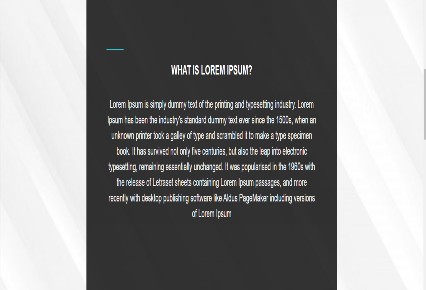 WHAT IS LOREM IPSUM?
Lorem Ipsum is simply dummy text of the printing and typesetting industry. Lorem
Ipsum has been the industry's standard dummy text ever since the 1500s, when an
unknown printer took a galley of type and scrambled it to make a type specimen
book. It has survived not only five centuries, but also the leap into electronic
typesetting, remaining essentially unchanged. It was popularised in the 1960s with
the release of Letraset sheets containing Lorem Ipsum passages, and more
recently with desktop publishing software like Aldus PageMaker including versions
of Lorem Ipsum